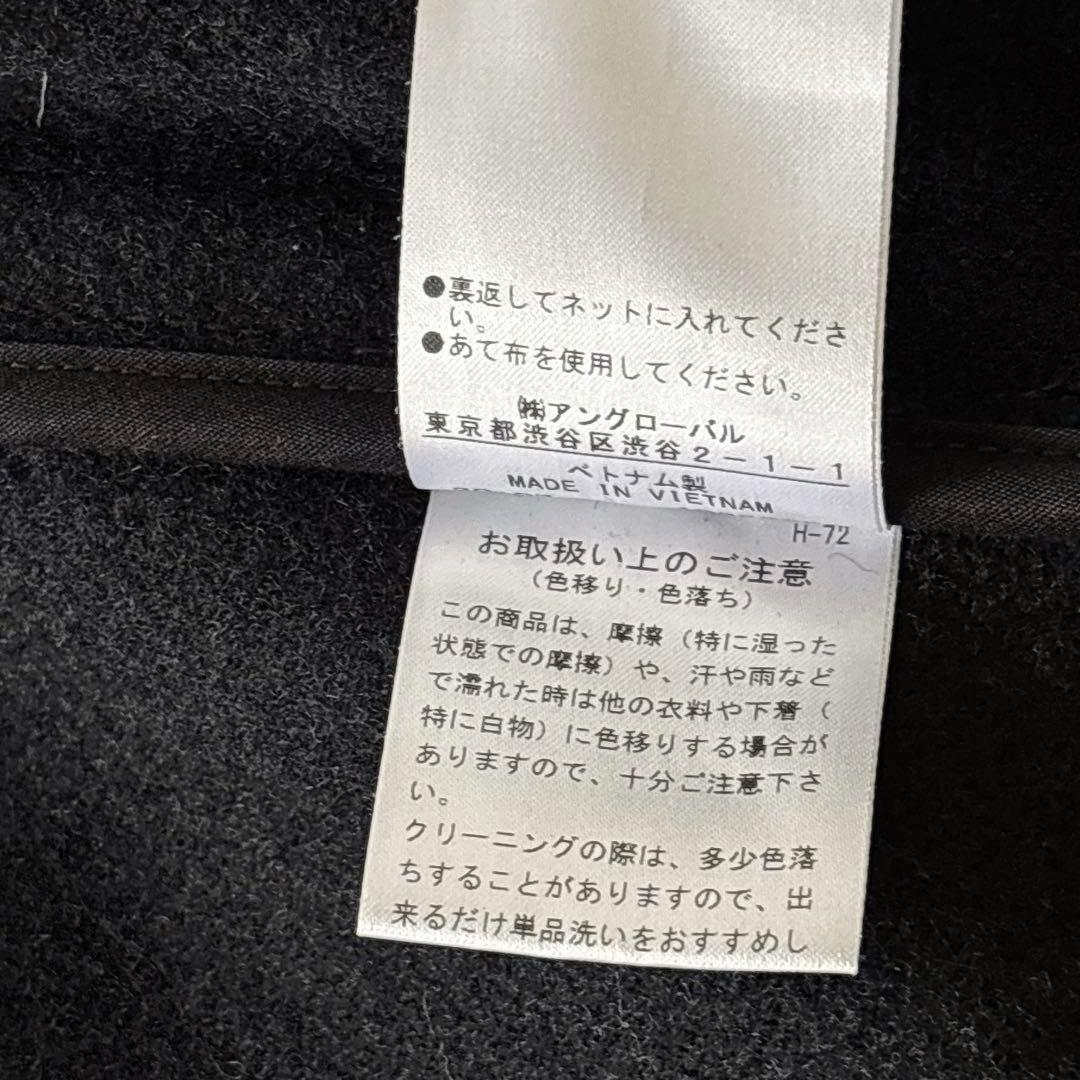 ●裏返してネットに入れてくださ
い。
●あて布を使用してください。
㈱アングローバル
東京都渋谷区渋谷2-1-1
ベトナム製
MADE IN VIETNAM
H-72
お取扱い上のご注意
(色移り・色落ち)
この商品は、摩擦(特に湿った
状態での摩擦)や、汗や雨など
で濡れた時は他の衣料や下着(
特に白物)に色移りする場合が
ありますので、十分ご注意下さ
い。
クリーニングの際は、多少色落
ちすることがありますので、出
来るだけ単品洗いをおすすめし